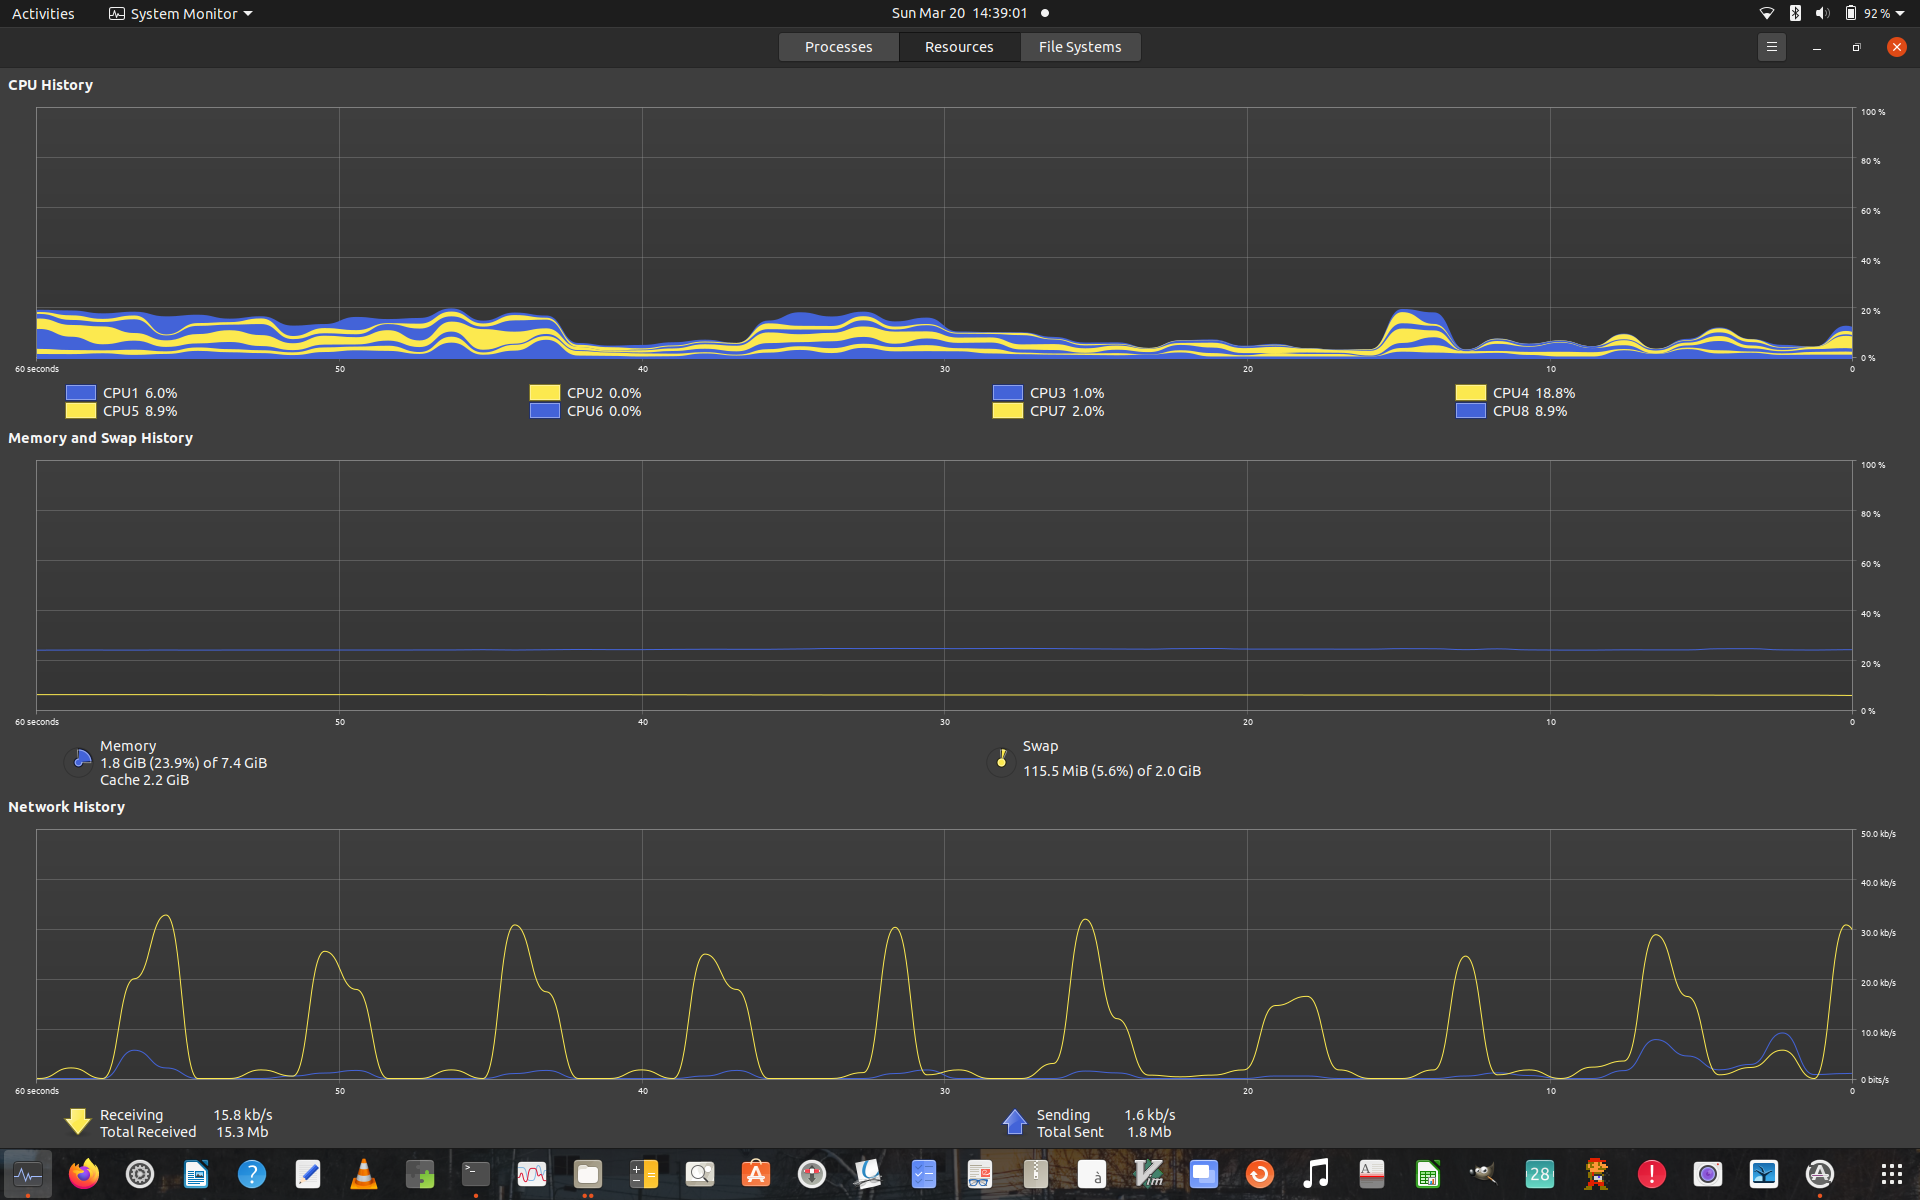 Activities System Monitor Sun Mar 20 14:39:01 92 %
Processes Resources File Systems
CPU History
100 %
80 %
60 %
40 %
20 %
0 %
60 seconds 50 40 30 20 10 0
CPU1 6.0% CPU2 0.0% CPU3 1.0% CPU4 18.8%
CPU5 8.9% CPU6 0.0% CPU7 2.0% CPU8 8.9%
Memory and Swap History
100 %
80 %
60 %
40 %
20 %
0 %
60 seconds 50 40 30 20 10 0
Memory Swap
1.8 GiB (23.9%) of 7.4 GiB 115.5 MiB (5.6%) of 2.0 GiB
Cache 2.2 GiB
Network History
50.0 kb/s
40.0 kb/s
30.0 kb/s
20.0 kb/s
10.0 kb/s
0 bits/s
60 seconds 50 40 30 20 10 0
Receiving 15.8 kb/s Sending 1.6 kb/s
Total Received 15.3 Mb Total Sent 1.8 Mb
? >_ à Vim A 28 !